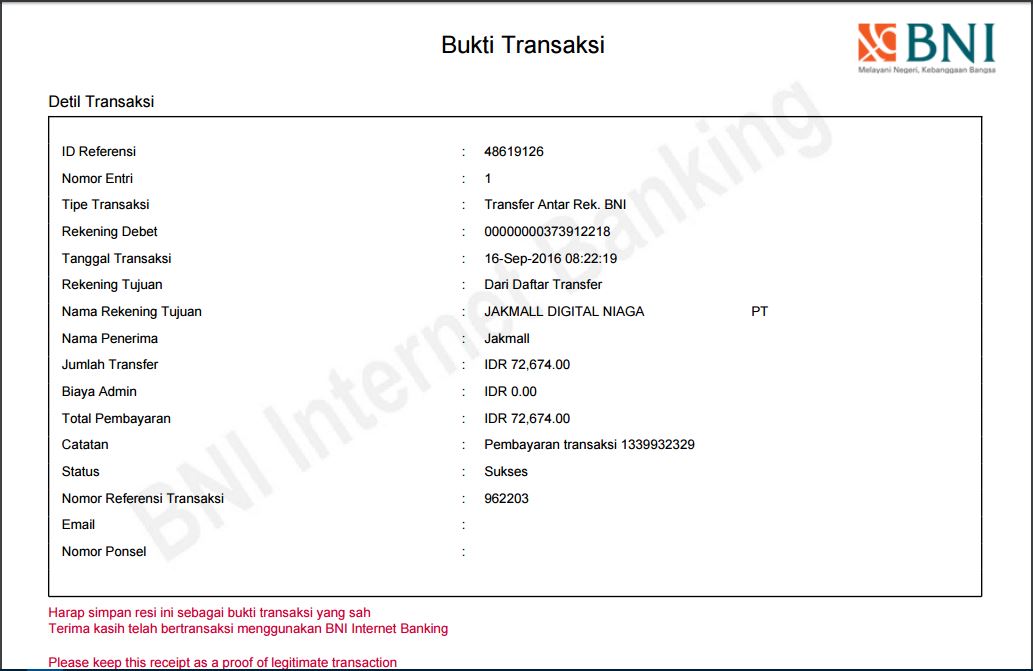 Bukti Transaksi
BNI
Melayani Negeri, Kebanggaan Bangsa
Detil Transaksi
ID Referensi : 48619126
Nomor Entri : 1
Tipe Transaksi : Transfer Antar Rek. BNI
Rekening Debet : 00000000373912218
Tanggal Transaksi : 16-Sep-2016 08:22:19
Rekening Tujuan : Dari Daftar Transfer
Nama Rekening Tujuan : JAKMALL DIGITAL NIAGA PT
Nama Penerima : Jakmall
Jumlah Transfer : IDR 72,674.00
Biaya Admin : IDR 0.00
Total Pembayaran : IDR 72,674.00
Catatan : Pembayaran transaksi 1339932329
Status : Sukses
Nomor Referensi Transaksi : 962203
Email :
Nomor Ponsel :
BNI Internet Banking
Harap simpan resi ini sebagai bukti transaksi yang sah
Terima kasih telah bertransaksi menggunakan BNI Internet Banking
Please keep this receipt as a proof of legitimate transaction